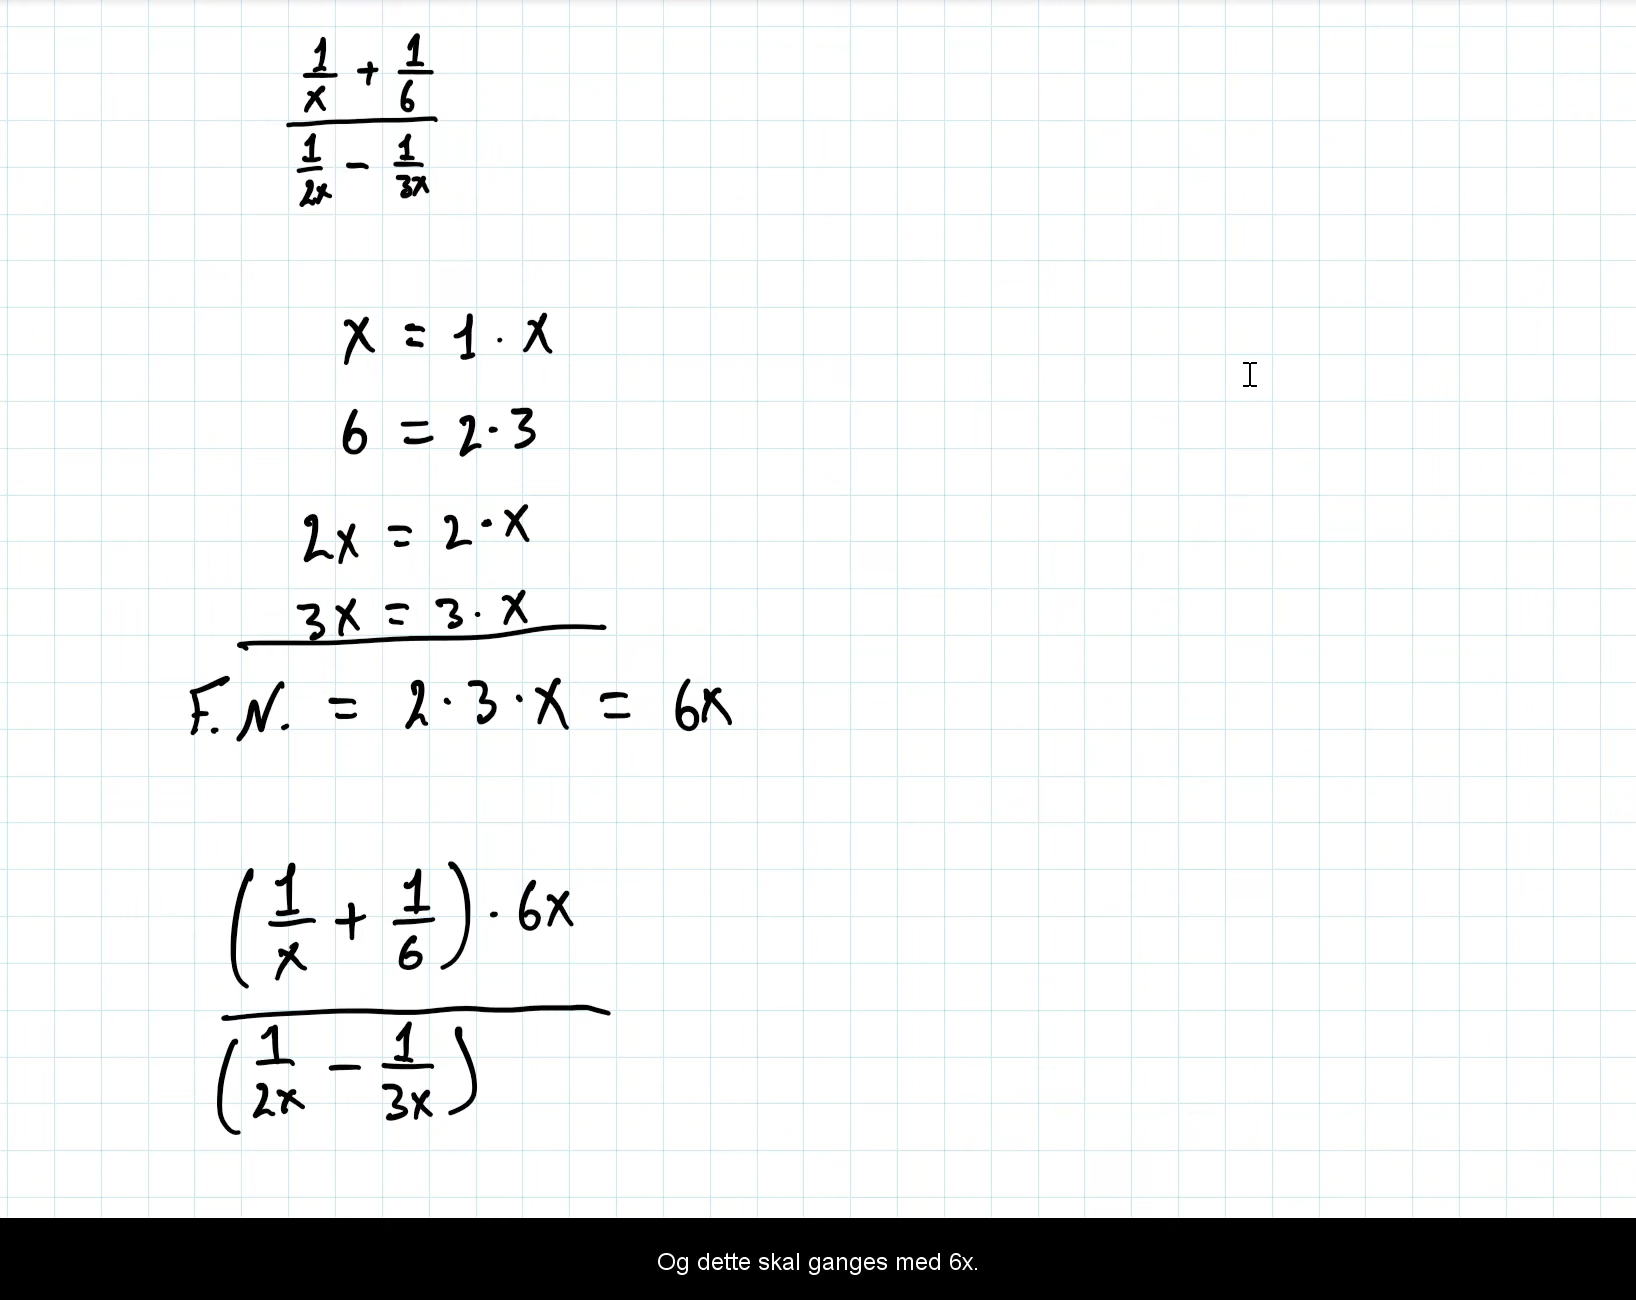 1/x + 1/6
1/2x - 1/3x
x = 1 · x
6 = 2 · 3
2x = 2 · x
3x = 3 · x
F.N. = 2 · 3 · x = 6x
(1/x + 1/6) · 6x
(1/2x - 1/3x)
Og dette skal ganges med 6x.